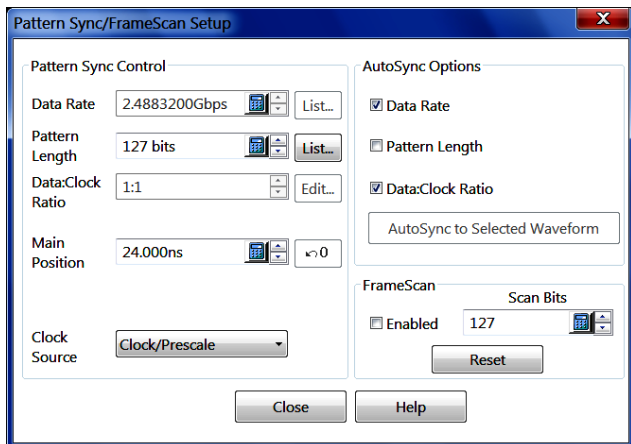 Pattern Sync/FrameScan Setup
X
Pattern Sync Control
Data Rate 2.4883200Gbps List...
Pattern
Length
127 bits List...
Data:Clock
Ratio
1:1 Edit...
Main
Position
24.000ns 0
Clock
Source
Clock/Prescale
AutoSync Options
Data Rate
Pattern Length
Data:Clock Ratio
AutoSync to Selected Waveform
FrameScan
Scan Bits
Enabled 127
Reset
Close Help